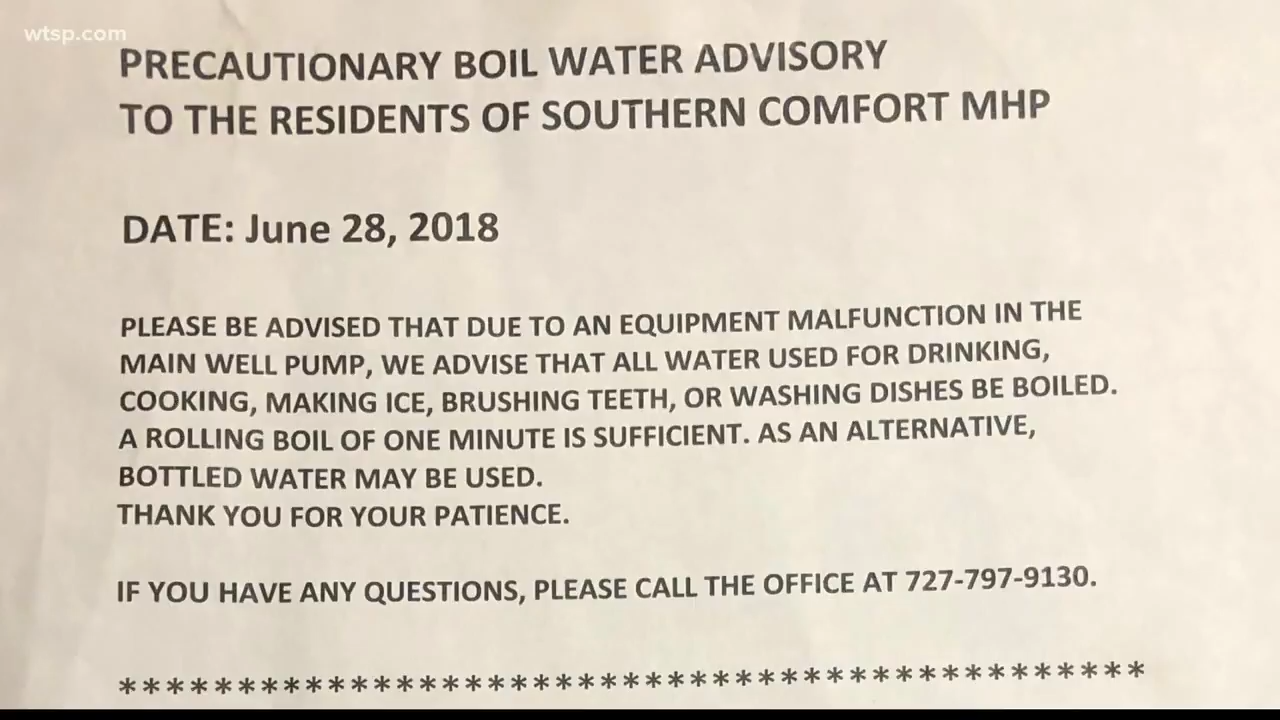 wtsp.com
PRECAUTIONARY BOIL WATER ADVISORY
TO THE RESIDENTS OF SOUTHERN COMFORT MHP
DATE: June 28, 2018
PLEASE BE ADVISED THAT DUE TO AN EQUIPMENT MALFUNCTION IN THE
MAIN WELL PUMP, WE ADVISE THAT ALL WATER USED FOR DRINKING,
COOKING, MAKING ICE, BRUSHING TEETH, OR WASHING DISHES BE BOILED.
A ROLLING BOIL OF ONE MINUTE IS SUFFICIENT. AS AN ALTERNATIVE,
BOTTLED WATER MAY BE USED.
THANK YOU FOR YOUR PATIENCE.
IF YOU HAVE ANY QUESTIONS, PLEASE CALL THE OFFICE AT 727-797-9130.
********************************************